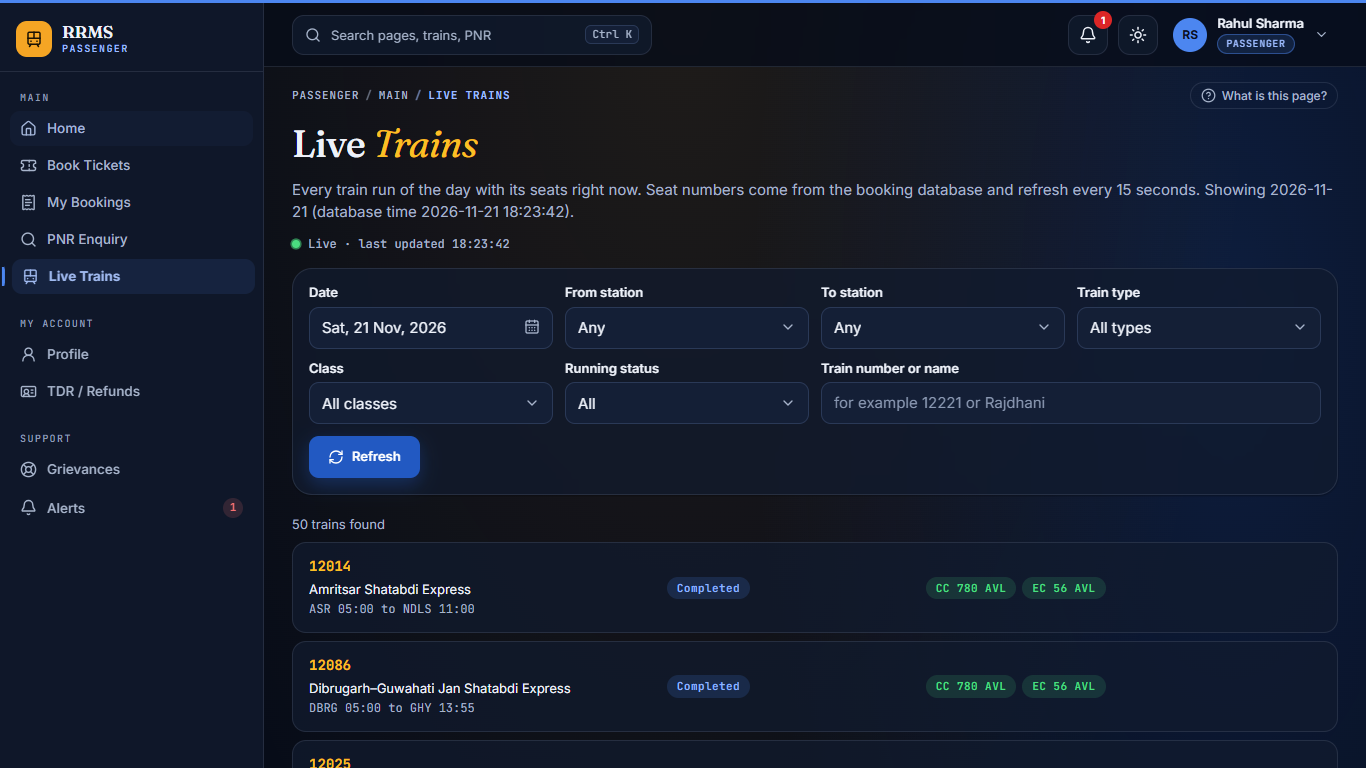 RRMS
PASSENGER
MAIN
Home
Book Tickets
My Bookings
PNR Enquiry
Live Trains
MY ACCOUNT
Profile
TDR / Refunds
SUPPORT
Grievances
Alerts
1
Search pages, trains, PNR
Ctrl K
1
RS
Rahul Sharma
PASSENGER
PASSENGER / MAIN / LIVE TRAINS
What is this page?
Live Trains
Every train run of the day with its seats right now. Seat numbers come from the booking database and refresh every 15 seconds. Showing 2026-11-
21 (database time 2026-11-21 18:23:42).
Live · last updated 18:23:42
Date
From station
To station
Train type
Sat, 21 Nov, 2026
Any
Any
All types
Class
Running status
Train number or name
All classes
All
for example 12221 or Rajdhani
Refresh
50 trains found
12014
Amritsar Shatabdi Express
ASR 05:00 to NDLS 11:00
Completed
CC 780 AVL
EC 56 AVL
12086
Dibrugarh–Guwahati Jan Shatabdi Express
DBRG 05:00 to GHY 13:55
Completed
CC 780 AVL
EC 56 AVL
12025